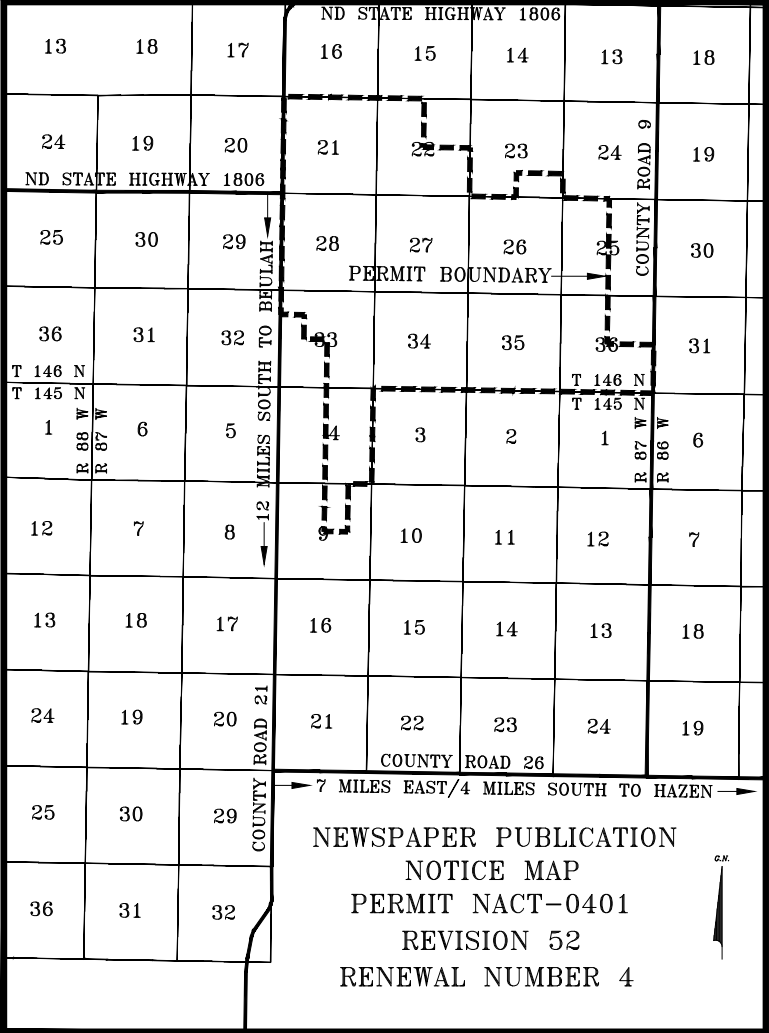 ND STATE HIGHWAY 1806
13 18 17 16 15 14 13 18
24 19 20 21 22 23 24 19
COUNTY ROAD 9
ND STATE HIGHWAY 1806
25 30 29 28 27 26 25 30
PERMIT BOUNDARY
36 31 32 33 34 35 36 31
T 146 N T 146 N
T 145 N T 145 N
12 MILES SOUTH TO BEULAH
1 6 5 4 3 2 1 6
R 88 W
R 87 W
R 87 W
R 86 W
12 7 8 9 10 11 12 7
13 18 17 16 15 14 13 18
24 19 20 21 22 23 24 19
COUNTY ROAD 21
COUNTY ROAD 26
7 MILES EAST/4 MILES SOUTH TO HAZEN
25 30 29
36 31 32
NEWSPAPER PUBLICATION
NOTICE MAP
PERMIT NACT-0401
REVISION 52
RENEWAL NUMBER 4
G.N.